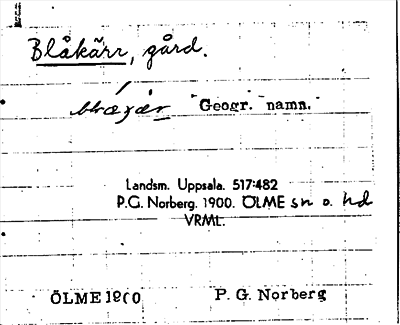 Blåkärr, gård.
"Geogr. namn."
Landsm. Uppsala. 517:482
P.G. Norberg. 1900. ÖLME sn o. hd
VRML.
ÖLME 1900 P. G. Norberg